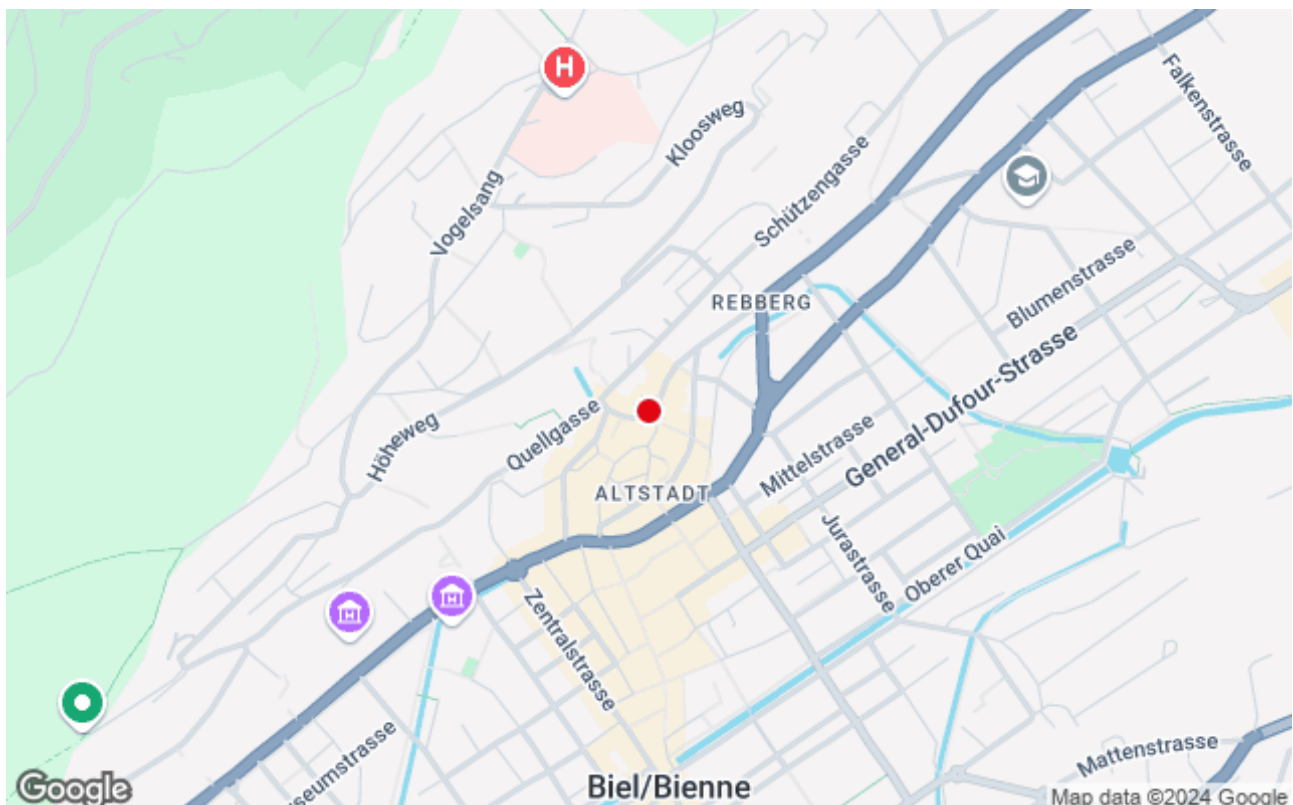 H
Falkenstrasse
Kloosweg
Vogelsang
Schützengasse
REBBERG
Blumenstrasse
General-Dufour-Strasse
Höheweg
Quellgasse
Mittelstrasse
ALTSTADT
Jurastrasse
Oberer Quai
Zentralstrasse
Mattenstrasse
useumstrasse
Biel/Bienne
Google
Map data ©2024 Google